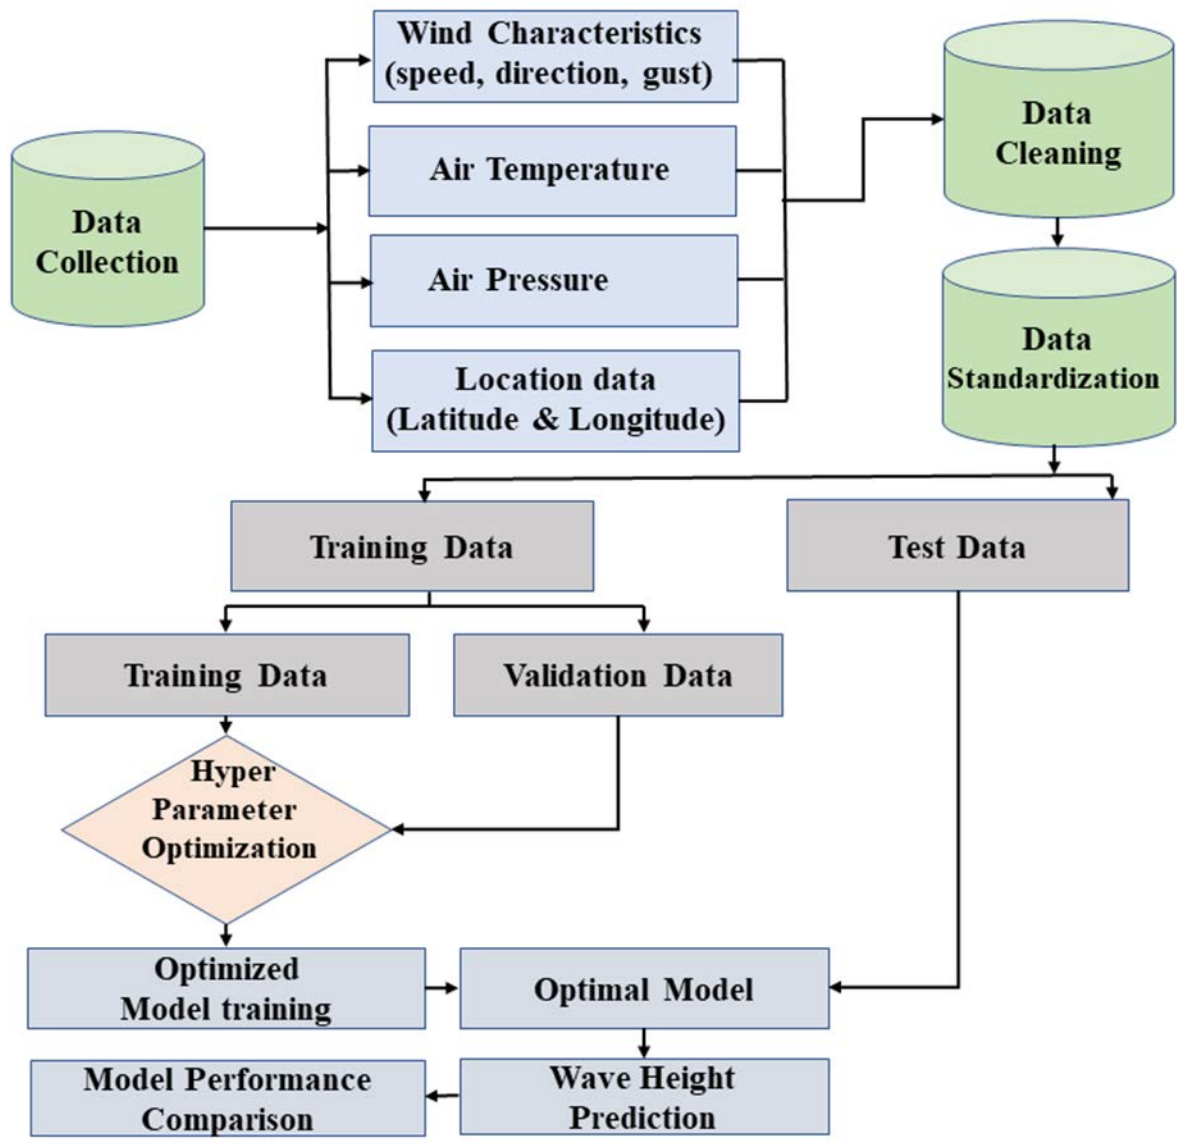 Wind Characteristics
(speed, direction, gust)
Data
Cleaning
Air Temperature
Data
Collection
Air Pressure
Data
Standardization
Location data
(Latitude & Longitude)
Training Data
Test Data
Training Data
Validation Data
Hyper
Parameter
Optimization
Optimized
Model training
Optimal Model
Model Performance
Comparison
Wave Height
Prediction